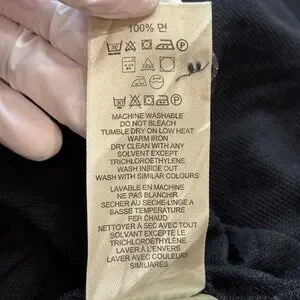 100% 면
MACHINE WASHABLE
DO NOT BLEACH
TUMBLE DRY ON LOW HEAT
WARM IRON
DRY CLEAN WITH ANY
SOLVENT EXCEPT
TRICHLOROETHYLENE
WASH INSIDE OUT
WASH WITH SIMILAR COLOURS
LAVABLE EN MACHINE
NE PAS BLANCHIR
SECHER AU SECHE-LINGE A
BASSE TEMPERATURE
FER CHAUD
NETTOYER A SEC AVEC TOUT
SOLVANT EXCEPTE LE
TRICHLOROETHYLENE
LAVER A L'ENVERS
LAVER AVEC COULEURS
SIMILAIRES